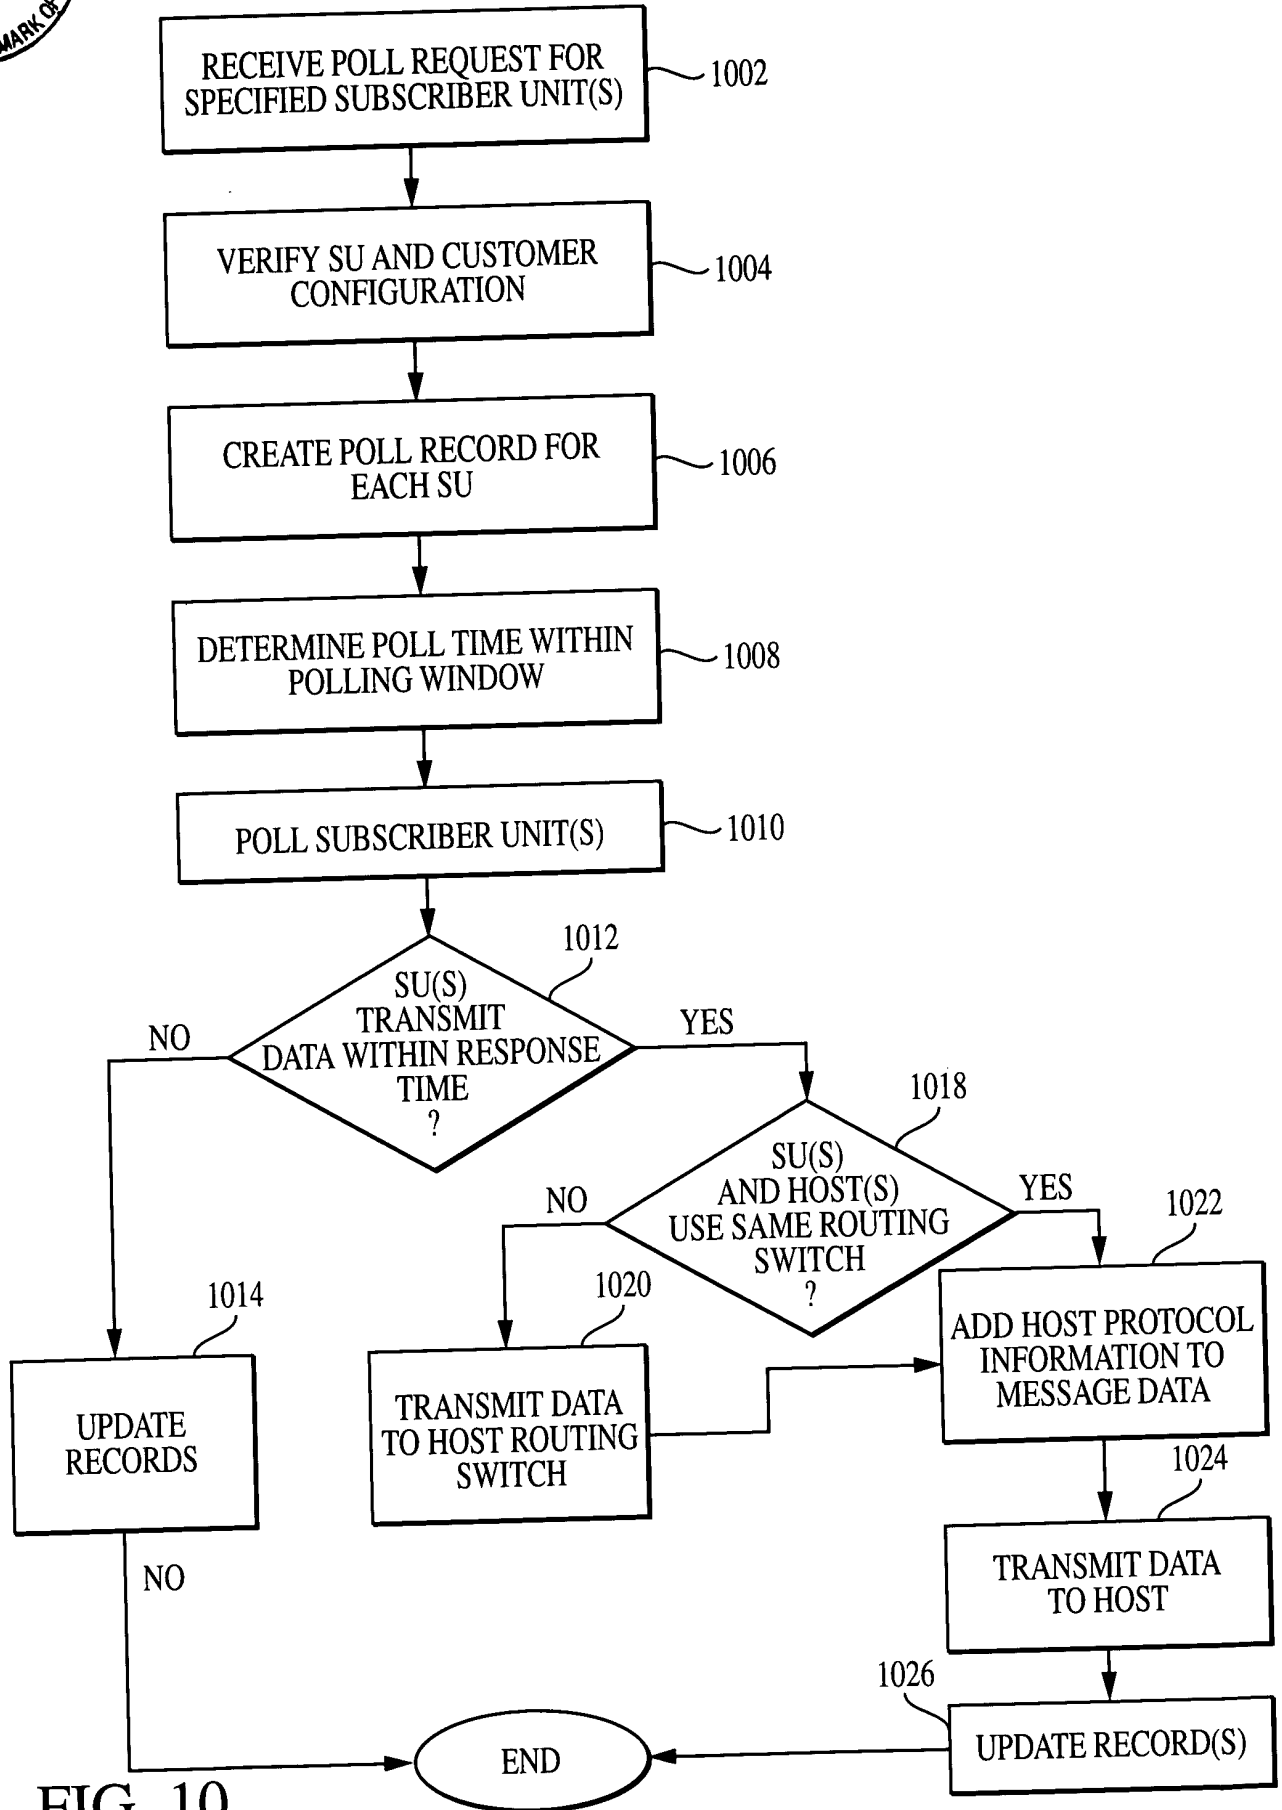 MARK OF
RECEIVE POLL REQUEST FOR
SPECIFIED SUBSCRIBER UNIT(S)
1002
VERIFY SU AND CUSTOMER
CONFIGURATION
1004
CREATE POLL RECORD FOR
EACH SU
1006
DETERMINE POLL TIME WITHIN
POLLING WINDOW
1008
POLL SUBSCRIBER UNIT(S)
1010
1012
SU(S)
TRANSMIT
DATA WITHIN RESPONSE
TIME
?
NO
YES
1018
SU(S)
AND HOST(S)
USE SAME ROUTING
SWITCH
?
NO
YES
1014
UPDATE
RECORDS
NO
1020
TRANSMIT DATA
TO HOST ROUTING
SWITCH
1022
ADD HOST PROTOCOL
INFORMATION TO
MESSAGE DATA
1024
TRANSMIT DATA
TO HOST
1026
UPDATE RECORD(S)
END
FIG. 10